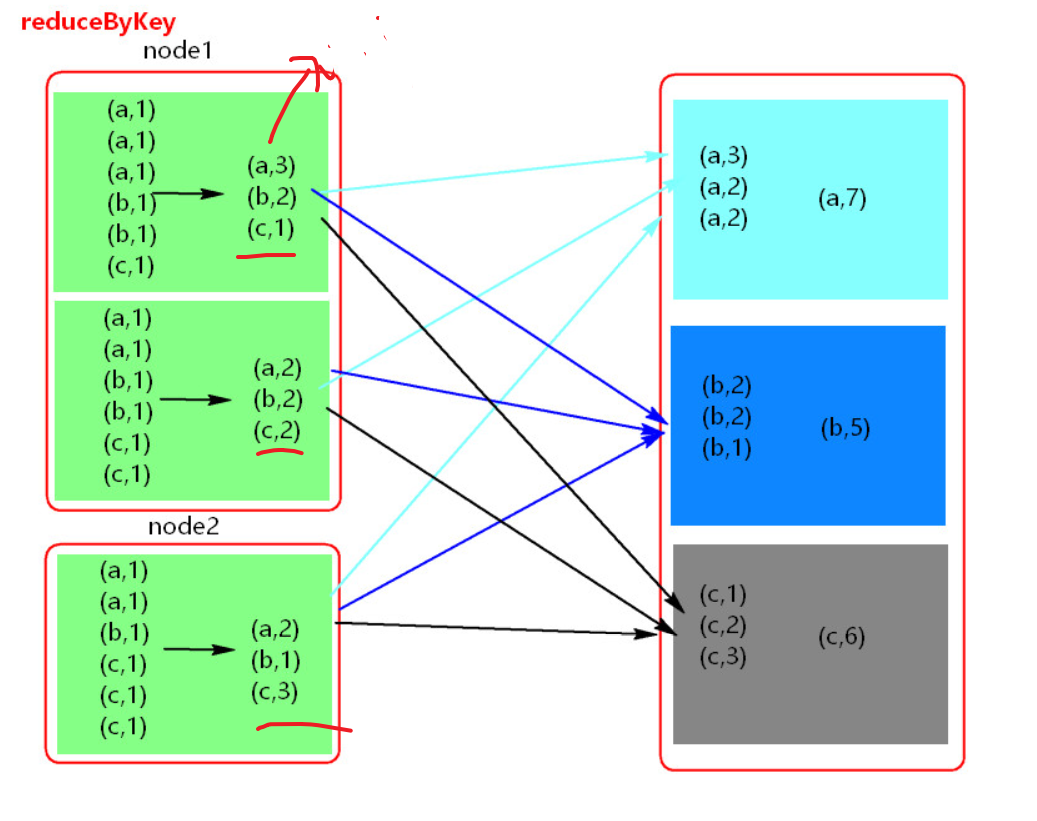 reduceByKey
node1
(a,1)
(a,1)
(a,1)
(b,1)
(b,1)
(c,1)
(a,3)
(b,2)
(c,1)
(a,1)
(a,1)
(b,1)
(b,1)
(c,1)
(c,1)
(a,2)
(b,2)
(c,2)
node2
(a,1)
(a,1)
(b,1)
(c,1)
(c,1)
(c,1)
(a,2)
(b,1)
(c,3)
(a,3)
(a,2)
(a,2)
(a,7)
(b,2)
(b,2)
(b,1)
(b,5)
(c,1)
(c,2)
(c,3)
(c,6)